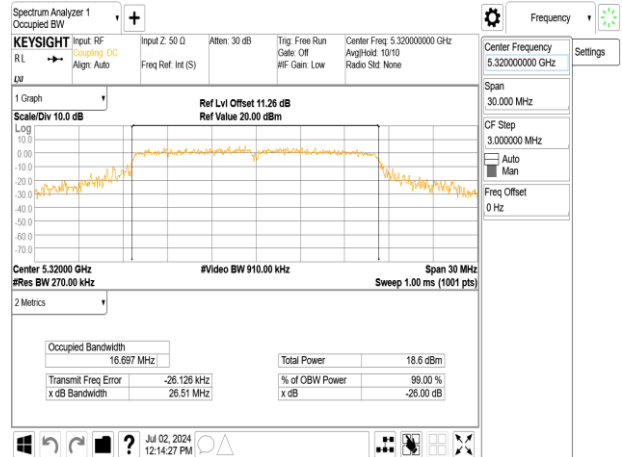 Spectrum Analyzer 1
Occupied BW
Frequency
KEYSIGHT
Input: RF
Coupling: DC
Align: Auto
Input Z: 50 Ω
Freq Ref: Int (S)
Atten: 30 dB
Trig: Free Run
Gate: Off
#IF Gain: Low
Center Freq: 5.320000000 GHz
Avg|Hold: 10/10
Radio Std: None
RL
LXI
Center Frequency
5.320000000 GHz
Settings
Span
30.000 MHz
CF Step
3.000000 MHz
Auto
Man
Freq Offset
0 Hz
1 Graph
Scale/Div 10.0 dB
Ref Lvl Offset 11.26 dB
Ref Value 20.00 dBm
Log
10.0
0.00
-10.0
-20.0
-30.0
-40.0
-50.0
-60.0
-70.0
Center 5.32000 GHz
#Video BW 910.00 kHz
Span 30 MHz
#Res BW 270.00 kHz
Sweep 1.00 ms (1001 pts)
2 Metrics
Occupied Bandwidth
16.697 MHz
Total Power 18.6 dBm
Transmit Freq Error -26.126 kHz
% of OBW Power 99.00 %
x dB Bandwidth 26.51 MHz
x dB -26.00 dB
?
Jul 02, 2024
12:14:27 PM